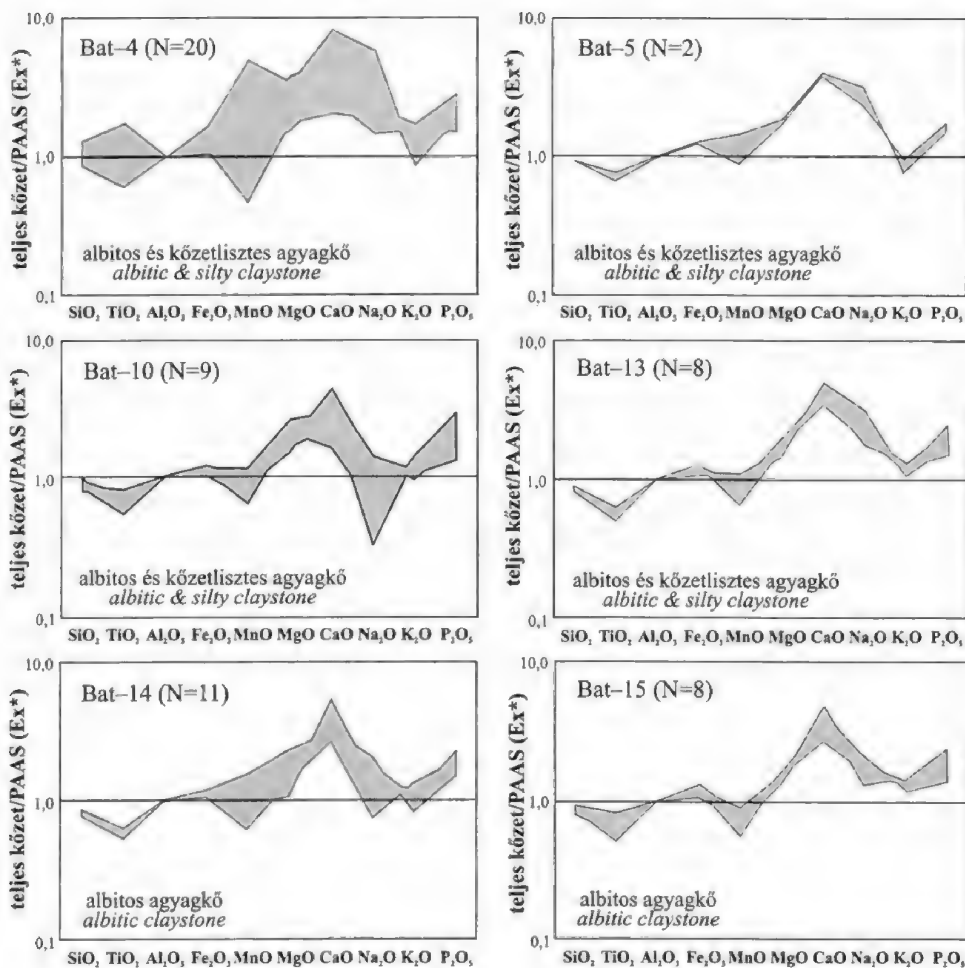 teljes kőzet/PAAS (Ex*)
10,0
1,0
0,1
Bat–4 (N=20)
albitos és kőzetlisztes agyagkő
albitic & silty claystone
SiO₂ TiO₂ Al₂O₃ Fe₂O₃ MnO MgO CaO Na₂O K₂O P₂O₅
teljes kőzet/PAAS (Ex*)
10,0
1,0
0,1
Bat–5 (N=2)
albitos és kőzetlisztes agyagkő
albitic & silty claystone
SiO₂ TiO₂ Al₂O₃ Fe₂O₃ MnO MgO CaO Na₂O K₂O P₂O₅
teljes kőzet/PAAS (Ex*)
10,0
1,0
0,1
Bat–10 (N=9)
albitos és kőzetlisztes agyagkő
albitic & silty claystone
SiO₂ TiO₂ Al₂O₃ Fe₂O₃ MnO MgO CaO Na₂O K₂O P₂O₅
teljes kőzet/PAAS (Ex*)
10,0
1,0
0,1
Bat–13 (N=8)
albitos és kőzetlisztes agyagkő
albitic & silty claystone
SiO₂ TiO₂ Al₂O₃ Fe₂O₃ MnO MgO CaO Na₂O K₂O P₂O₅
teljes kőzet/PAAS (Ex*)
10,0
1,0
0,1
Bat–14 (N=11)
albitos agyagkő
albitic claystone
SiO₂ TiO₂ Al₂O₃ Fe₂O₃ MnO MgO CaO Na₂O K₂O P₂O₅
teljes kőzet/PAAS (Ex*)
10,0
1,0
0,1
Bat–15 (N=8)
albitos agyagkő
albitic claystone
SiO₂ TiO₂ Al₂O₃ Fe₂O₃ MnO MgO CaO Na₂O K₂O P₂O₅